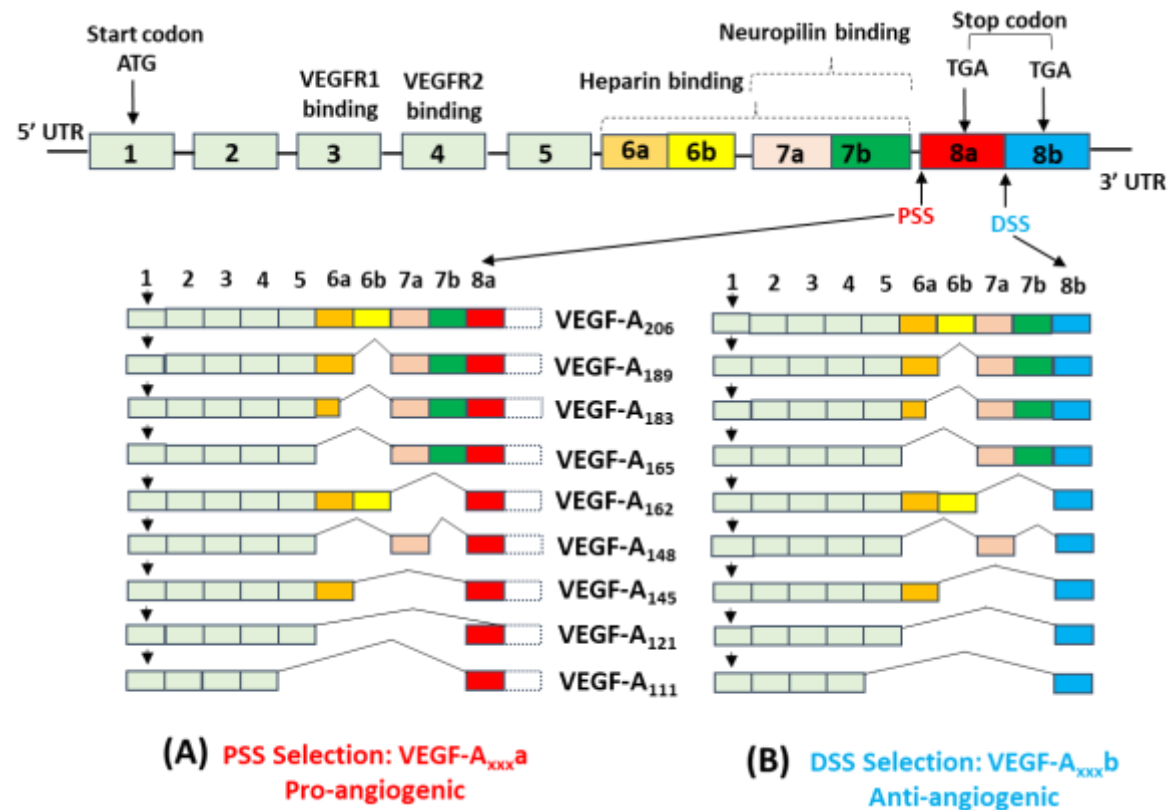 Start codon
ATG
VEGFR1
binding
VEGFR2
binding
Heparin binding
Neuropilin binding
Stop codon
TGA TGA
5' UTR
1 2 3 4 5 6a 6b 7a 7b 8a 8b
3' UTR
PSS DSS
1 2 3 4 5 6a 6b 7a 7b 8a
1 2 3 4 5 6a 6b 7a 7b 8b
VEGF-A206
VEGF-A189
VEGF-A183
VEGF-A165
VEGF-A162
VEGF-A148
VEGF-A145
VEGF-A121
VEGF-A111
(A) PSS Selection: VEGF-Axxxa
Pro-angiogenic
(B) DSS Selection: VEGF-Axxxb
Anti-angiogenic